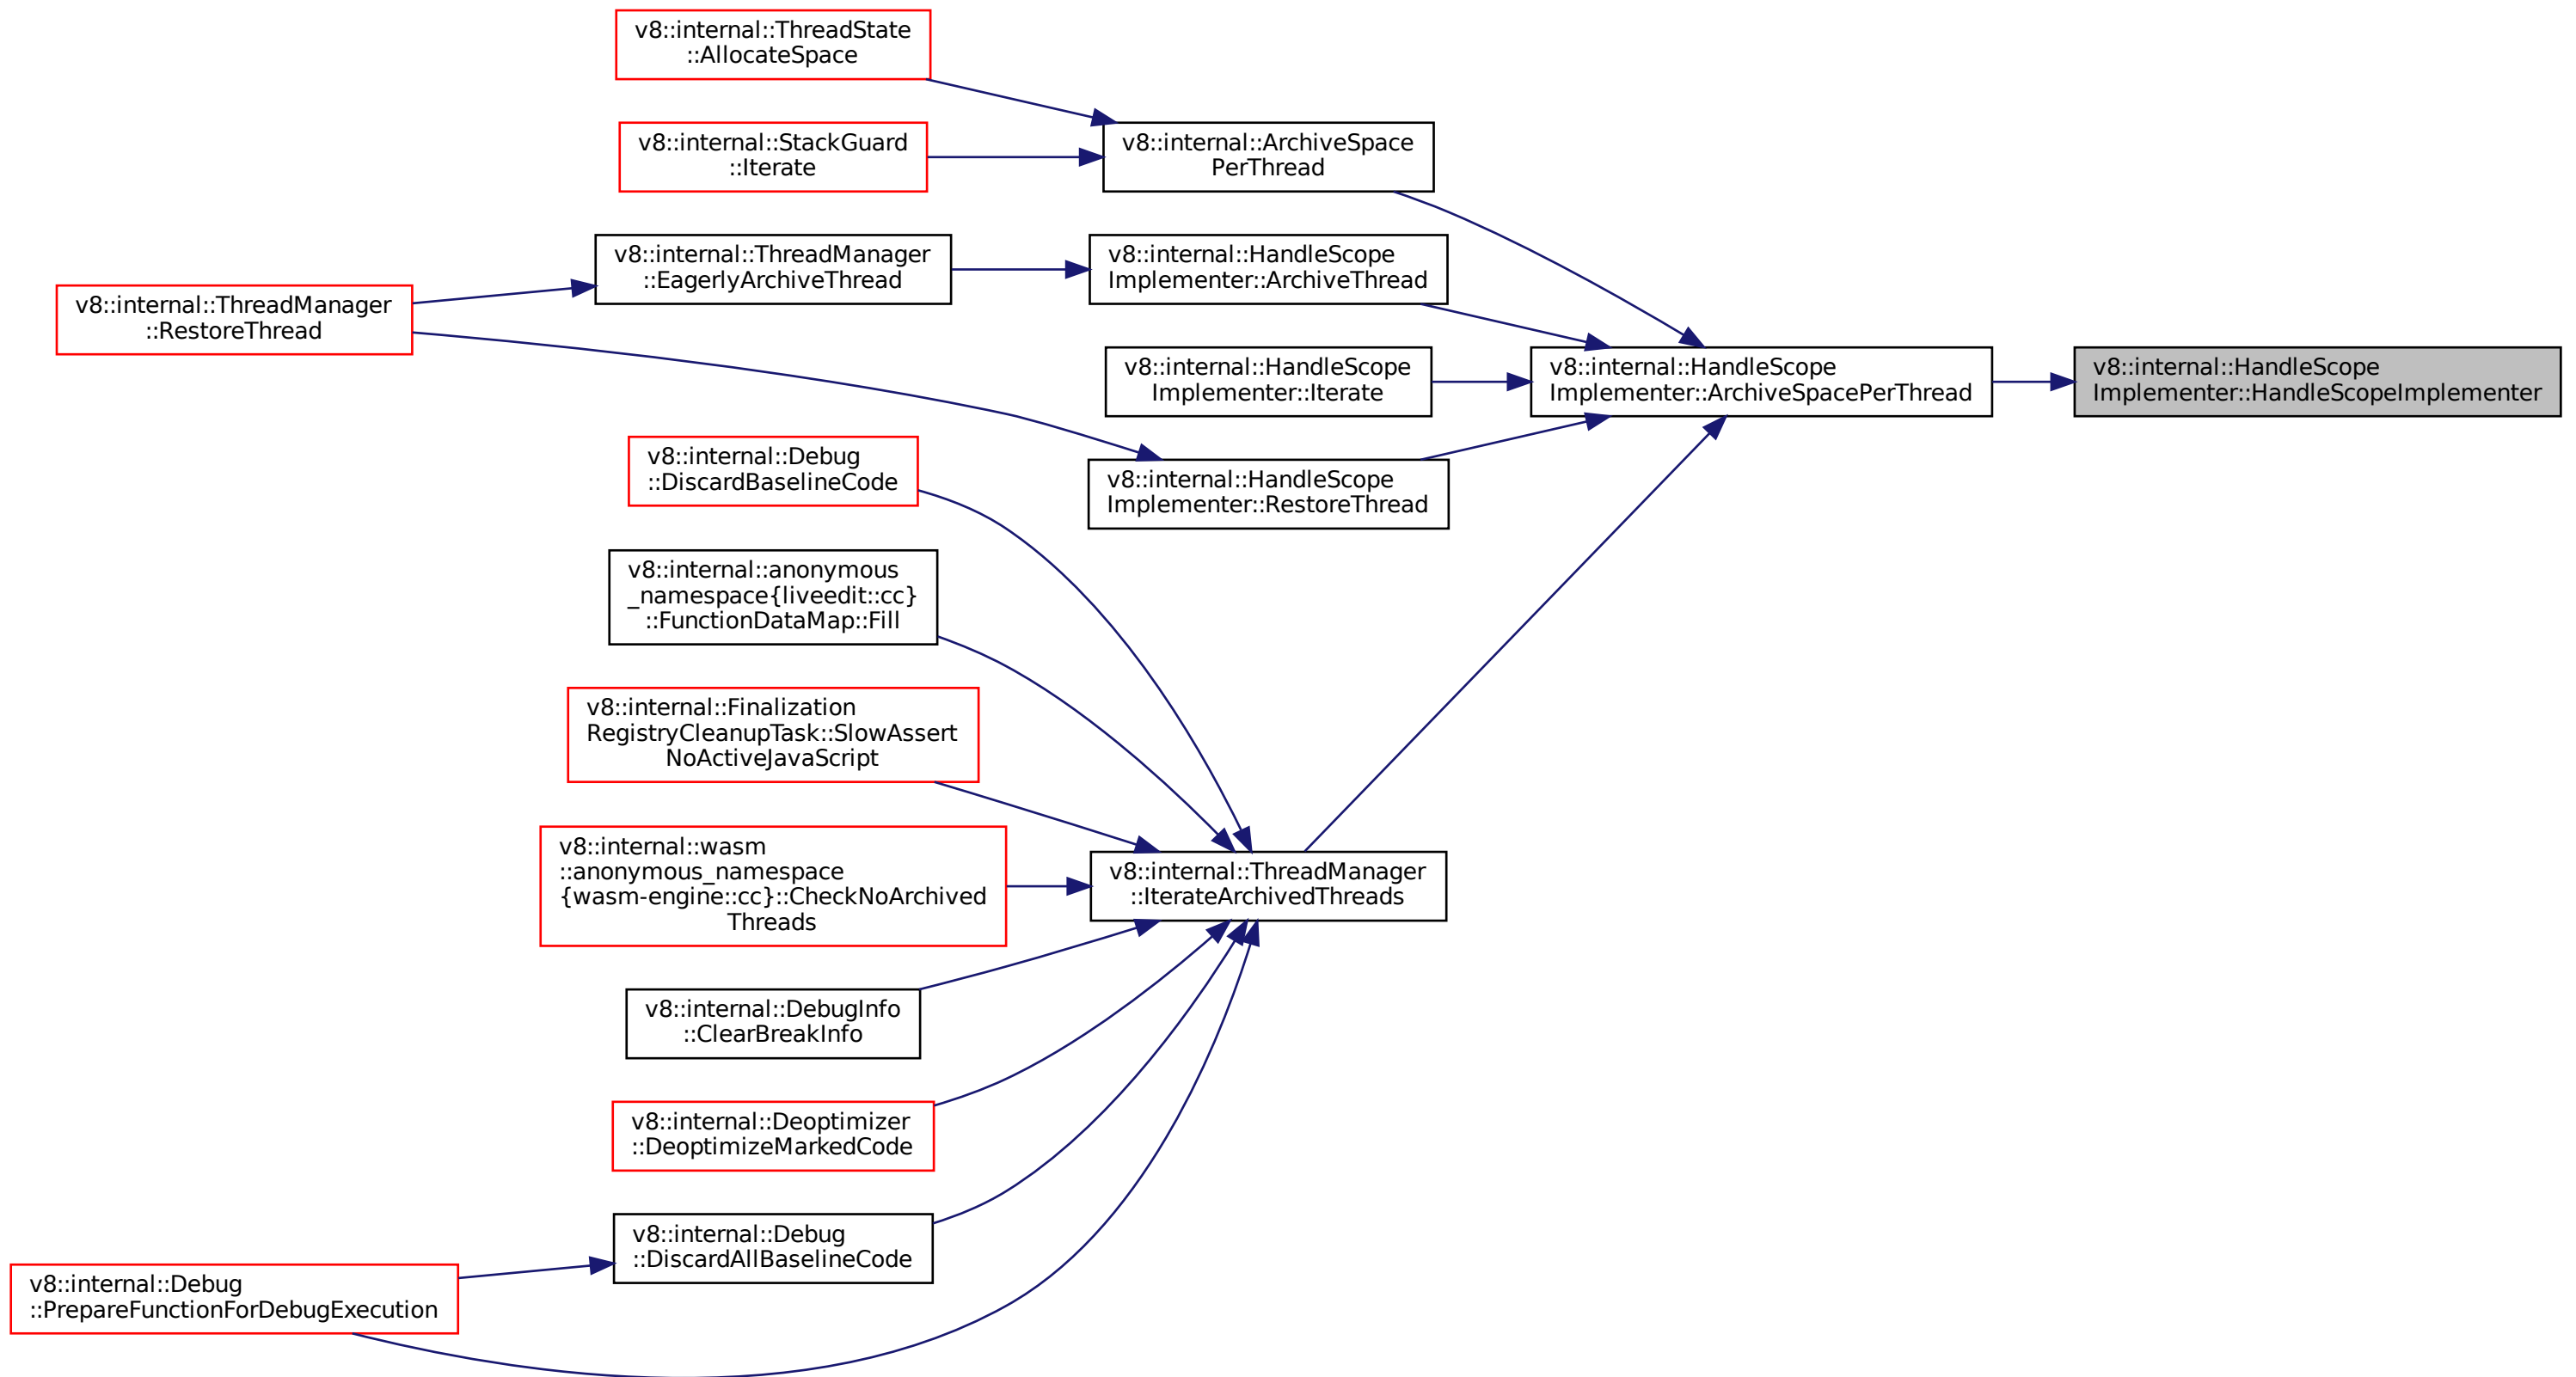 v8::internal::ThreadState
::AllocateSpace
v8::internal::StackGuard
::Iterate
v8::internal::ArchiveSpace
PerThread
v8::internal::ThreadManager
::EagerlyArchiveThread
v8::internal::HandleScope
Implementer::ArchiveThread
v8::internal::ThreadManager
::RestoreThread
v8::internal::HandleScope
Implementer::Iterate
v8::internal::HandleScope
Implementer::ArchiveSpacePerThread
v8::internal::HandleScope
Implementer::HandleScopeImplementer
v8::internal::Debug
::DiscardBaselineCode
v8::internal::HandleScope
Implementer::RestoreThread
v8::internal::anonymous
_namespace{liveedit::cc}
::FunctionDataMap::Fill
v8::internal::Finalization
RegistryCleanupTask::SlowAssert
NoActiveJavaScript
v8::internal::wasm
::anonymous_namespace
{wasm-engine::cc}::CheckNoArchived
Threads
v8::internal::ThreadManager
::IterateArchivedThreads
v8::internal::DebugInfo
::ClearBreakInfo
v8::internal::Deoptimizer
::DeoptimizeMarkedCode
v8::internal::Debug
::DiscardAllBaselineCode
v8::internal::Debug
::PrepareFunctionForDebugExecution